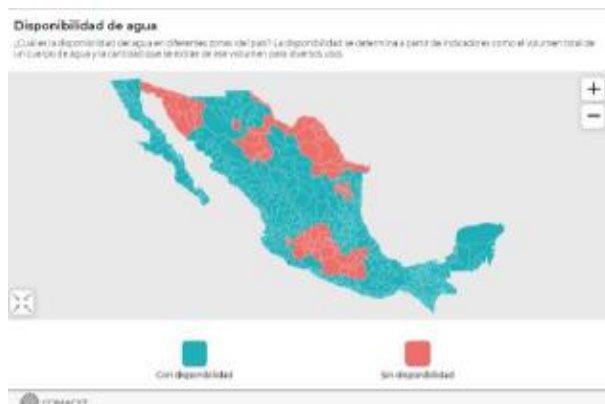 Disponibilidad de agua
¿Cuál es la disponibilidad del agua en diferentes zonas del país? La disponibilidad se determina a partir de indicadores como el volumen total de
un cuerpo de agua y la cantidad que se extrae de ese volumen para diversos usos.
+
−
Con disponibilidad
Sin disponibilidad